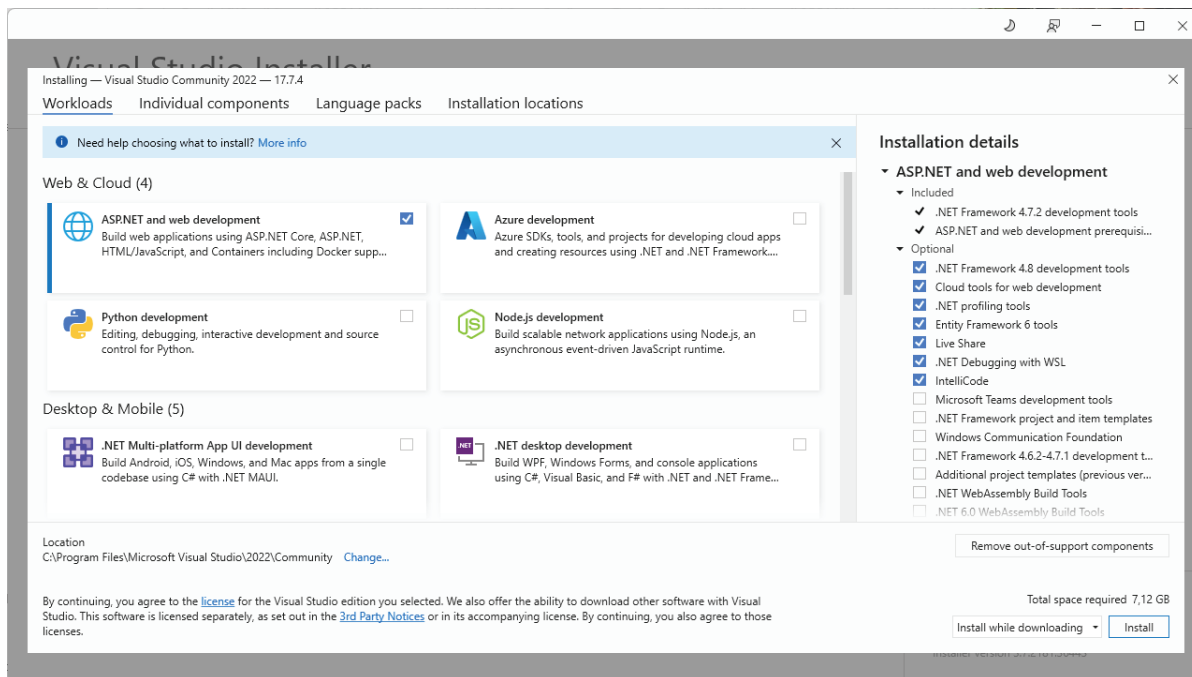 Visual Studio Installer
Installing — Visual Studio Community 2022 — 17.7.4
Workloads Individual components Language packs Installation locations
Need help choosing what to install? More info
Web & Cloud (4)
ASP.NET and web development
Build web applications using ASP.NET Core, ASP.NET,
HTML/JavaScript, and Containers including Docker supp...
Azure development
Azure SDKs, tools, and projects for developing cloud apps
and creating resources using .NET and .NET Framework....
Python development
Editing, debugging, interactive development and source
control for Python.
Node.js development
Build scalable network applications using Node.js, an
asynchronous event-driven JavaScript runtime.
Desktop & Mobile (5)
.NET Multi-platform App UI development
Build Android, iOS, Windows, and Mac apps from a single
codebase using C# with .NET MAUI.
.NET
.NET desktop development
Build WPF, Windows Forms, and console applications
using C#, Visual Basic, and F# with .NET and .NET Frame...
Installation details
ASP.NET and web development
Included
.NET Framework 4.7.2 development tools
ASP.NET and web development prerequisi...
Optional
.NET Framework 4.8 development tools
Cloud tools for web development
.NET profiling tools
Entity Framework 6 tools
Live Share
.NET Debugging with WSL
IntelliCode
Microsoft Teams development tools
.NET Framework project and item templates
Windows Communication Foundation
.NET Framework 4.6.2-4.7.1 development t...
Additional project templates (previous ver...
.NET WebAssembly Build Tools
.NET 6.0 WebAssembly Build Tools
Location
C:\Program Files\Microsoft Visual Studio\2022\Community Change...
Remove out-of-support components
By continuing, you agree to the license for the Visual Studio edition you selected. We also offer the ability to download other software with Visual
Studio. This software is licensed separately, as set out in the 3rd Party Notices or in its accompanying license. By continuing, you also agree to those
licenses.
Total space required 7,12 GB
Install while downloading Install